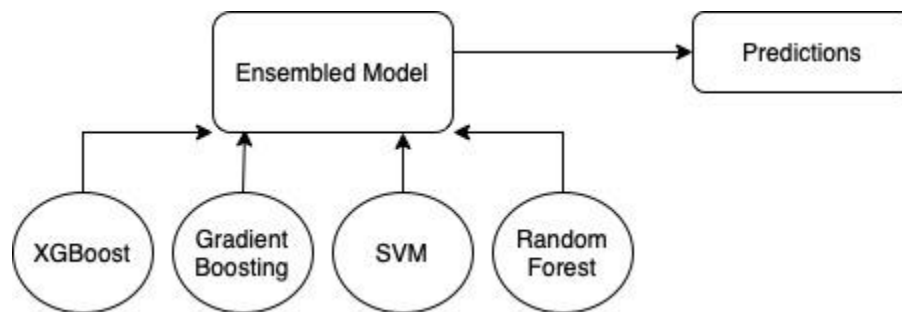 Ensembled Model
Predictions
XGBoost
Gradient
Boosting
SVM
Random
Forest